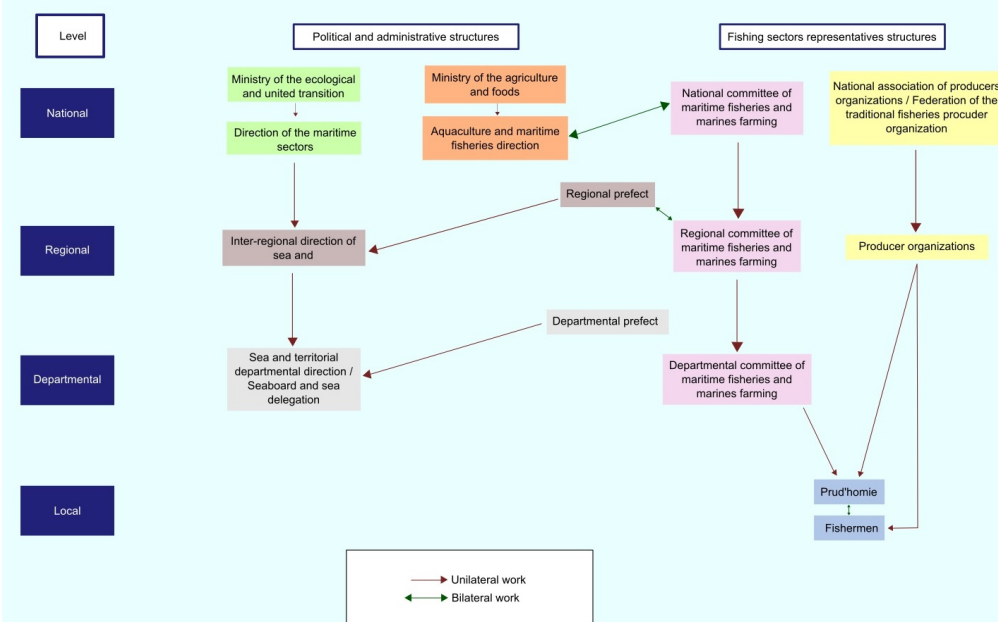 Level
Political and administrative structures
Fishing sectors representatives structures
National
Ministry of the ecological
and united transition
Direction of the maritime
sectors
Ministry of the agriculture
and foods
Aquaculture and maritime
fisheries direction
National committee of
maritime fisheries and
marines farming
National association of producers
organizations / Federation of the
traditional fisheries procuder
organization
Regional
Inter-regional direction of
sea and
Regional prefect
Regional committee of
maritime fisheries and
marines farming
Producer organizations
Departmental
Sea and territorial
departmental direction /
Seaboard and sea
delegation
Departmental prefect
Departmental committee of
maritime fisheries and
marines farming
Local
Prud'homie
Fishermen
Unilateral work
Bilateral work